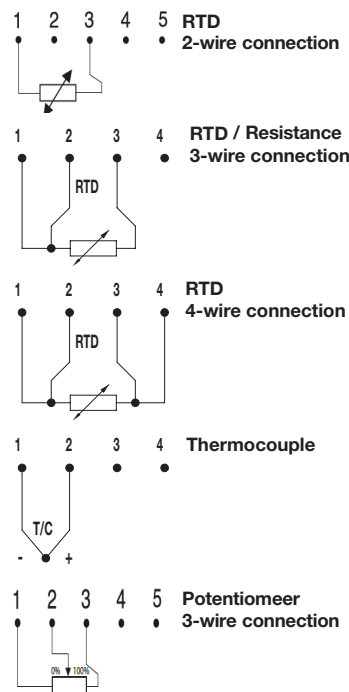 1 2 3 4 5 RTD
2-wire connection
1 2 3 4 RTD / Resistance
3-wire connection
RTD
1 2 3 4 RTD
4-wire connection
RTD
1 2 3 4 Thermocouple
T/C
- +
1 2 3 4 5 Potentiomeer
3-wire connection
0% 100%